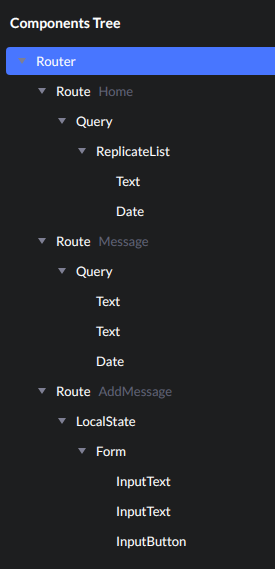 Components Tree
Router
Route Home
Query
ReplicateList
Text
Date
Route Message
Query
Text
Text
Date
Route AddMessage
LocalState
Form
InputText
InputText
InputButton